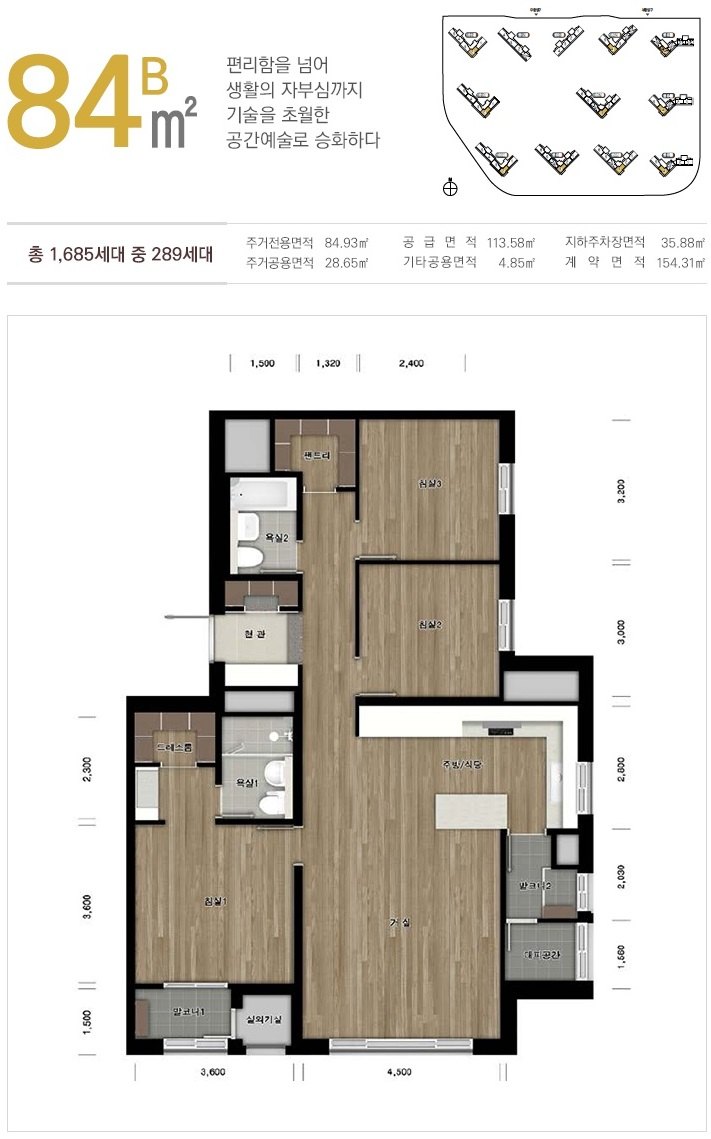 84B㎡
편리함을 넘어
생활의 자부심까지
기술을 초월한
공간예술로 승화하다
N
총 1,685세대 중 289세대
주거전용면적 84.93㎡ 공급면적 113.58㎡ 지하주차장면적 35.88㎡
주거공용면적 28.65㎡ 기타공용면적 4.85㎡ 계약면적 154.31㎡
1,500 1,320 2,400
팬트리
침실3
3,200
욕실2
침실2
3,000
현관
드레스룸
욕실1
주방/식당
2,300
2,800
침실1
거실
발코니2
2,030
3,600
대피공간
1,560
발코니1
실외기실
1,500
3,600 4,500